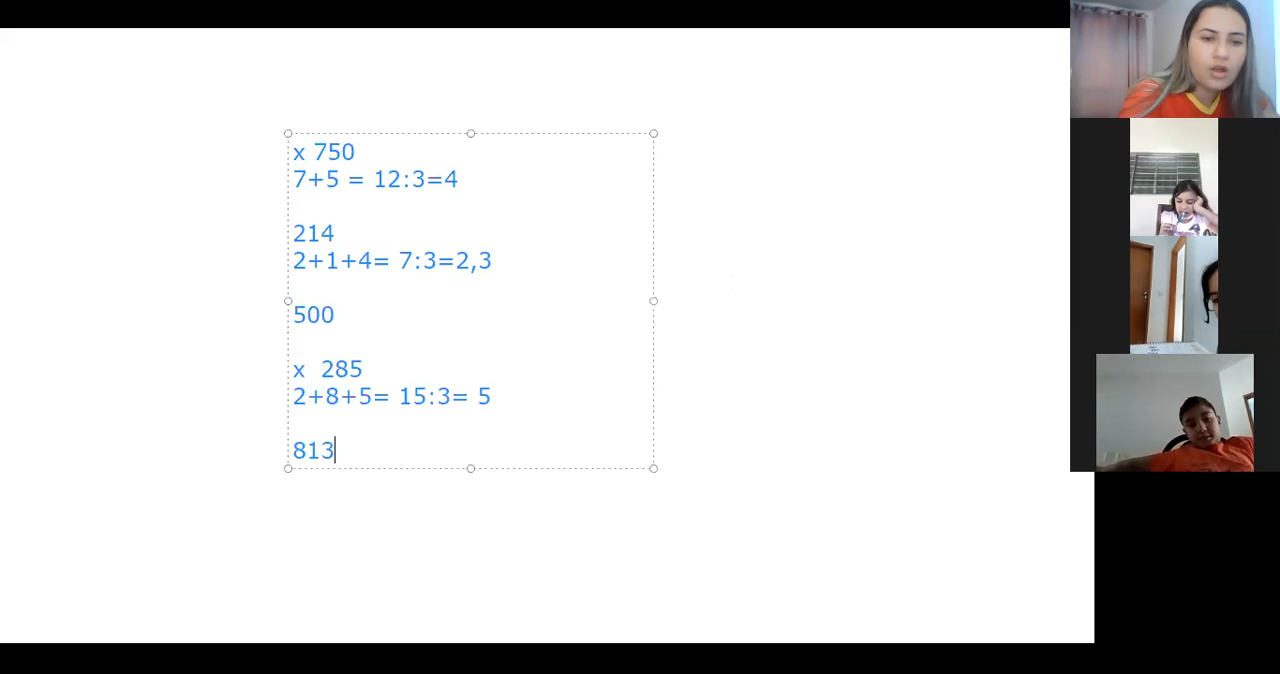 x 750
7+5 = 12:3=4
214
2+1+4= 7:3=2,3
500
x  285
2+8+5= 15:3= 5
813